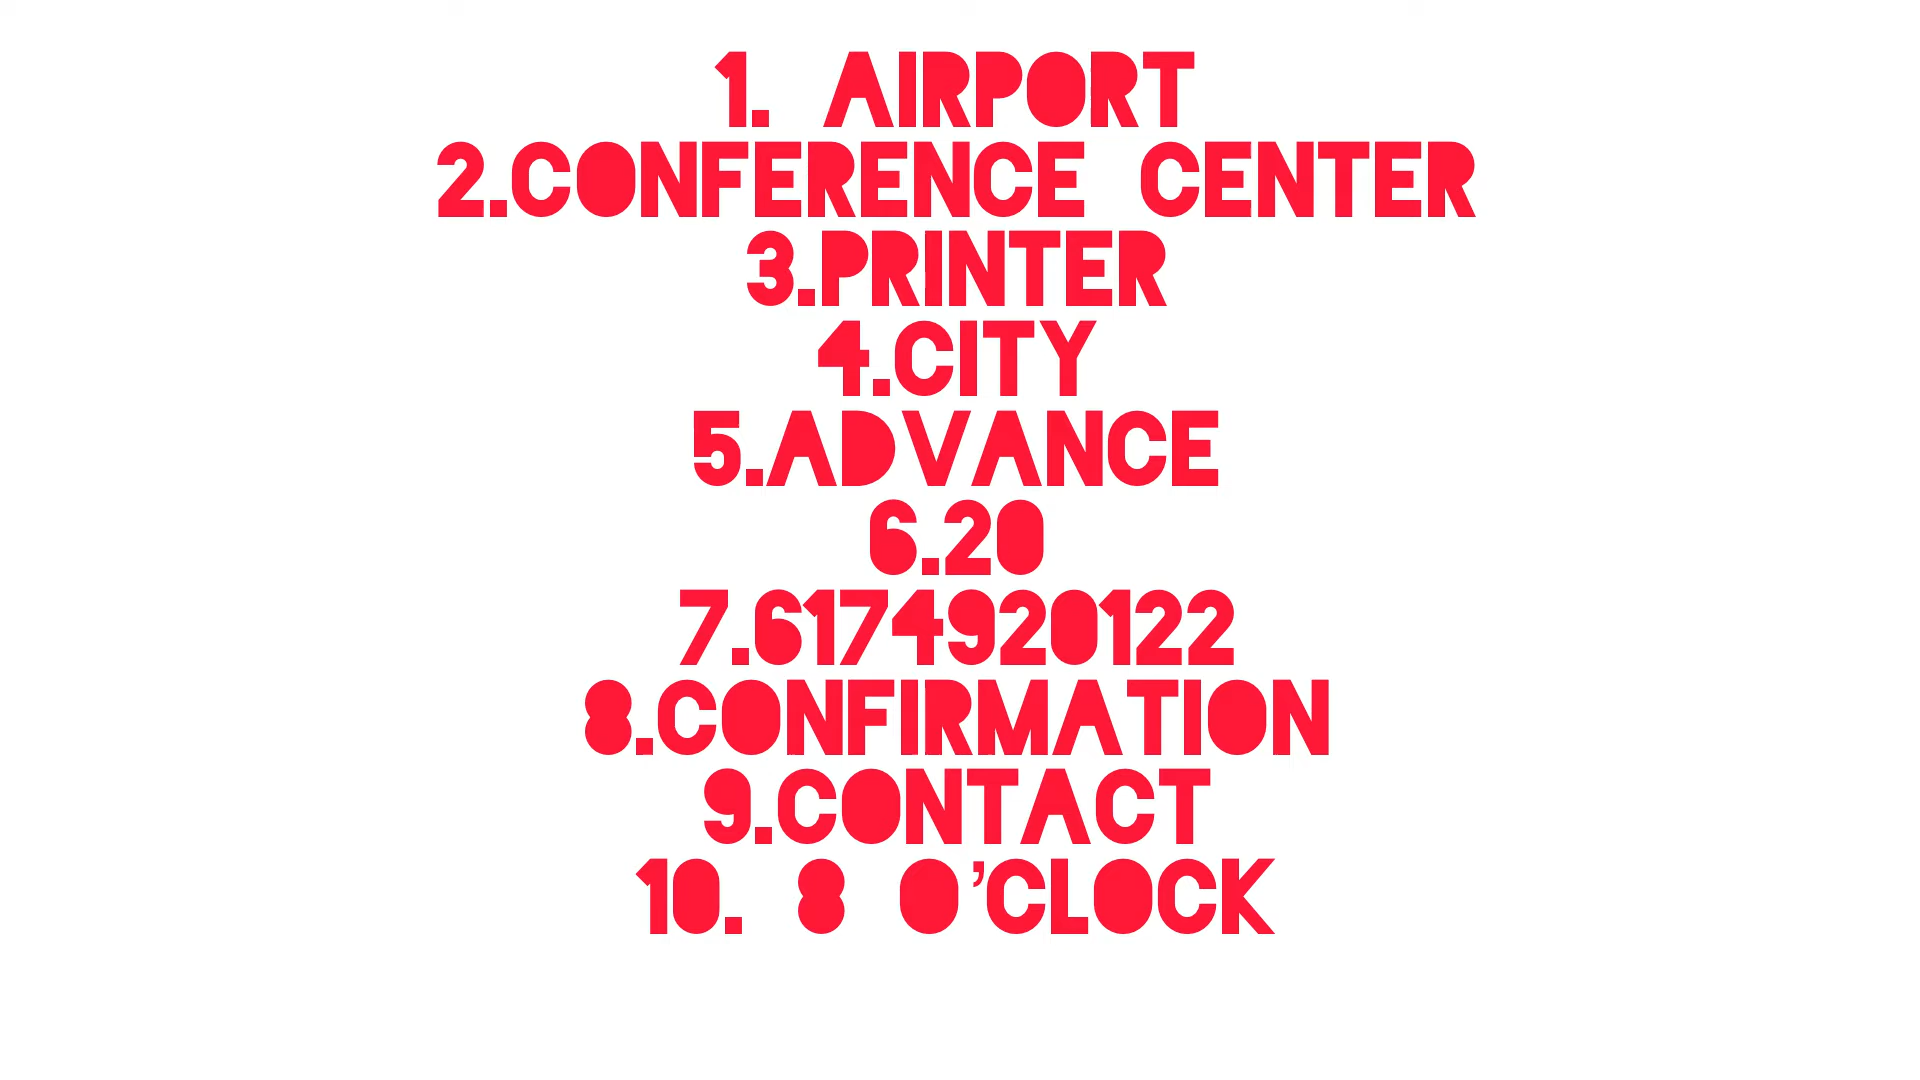 1. AIRPORT
2.CONFERENCE CENTER
3.PRINTER
4.CITY
5.ADVANCE
6.20
7.6174920122
8.CONFIRMATION
9.CONTACT
10. 8 O'CLOCK